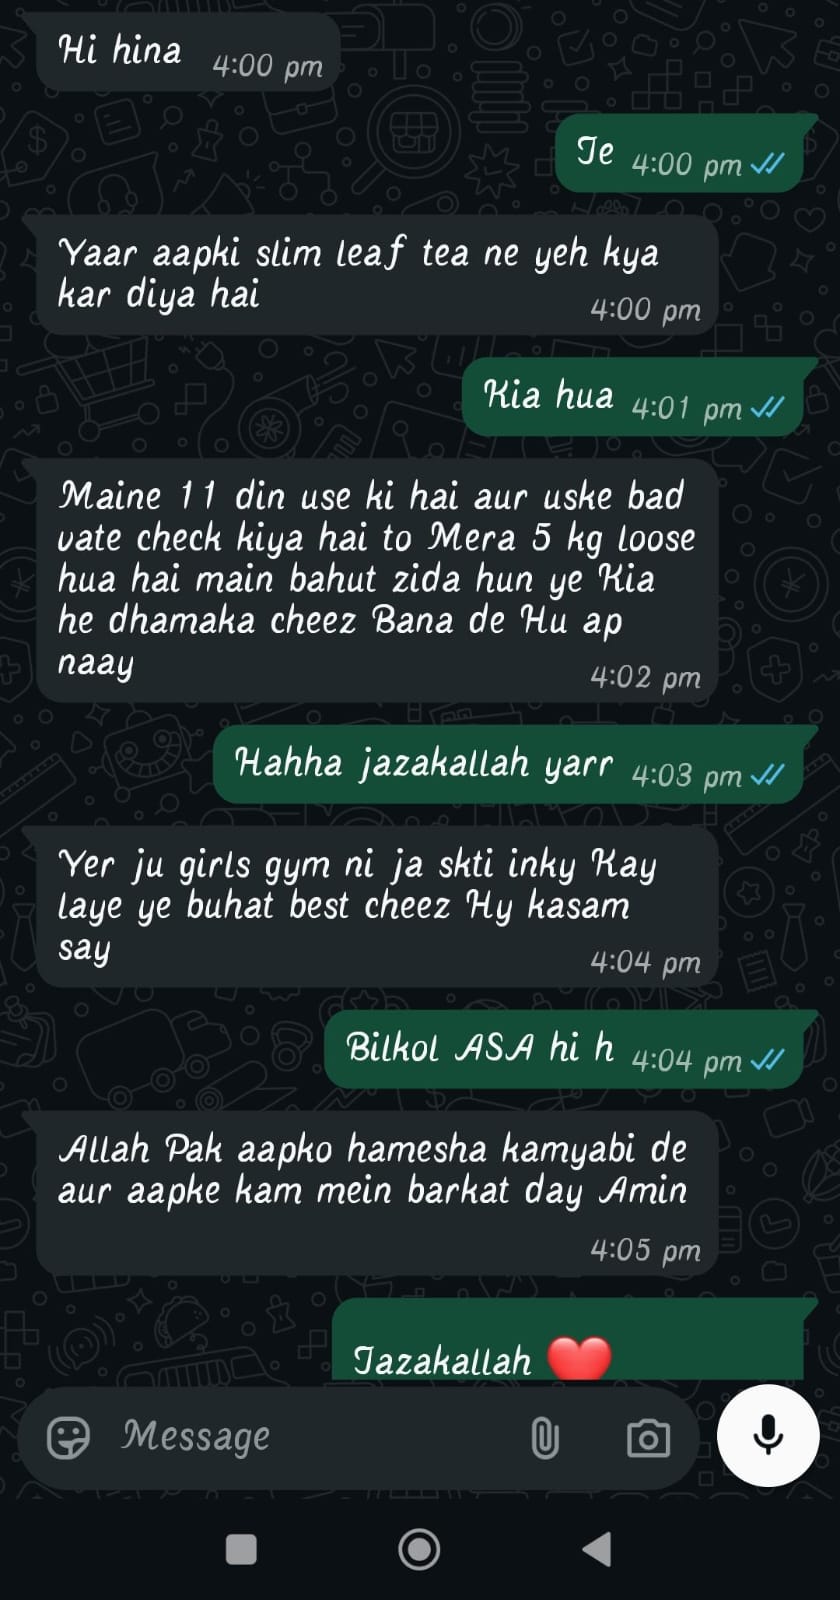 Hi hina 4:00 pm
Je 4:00 pm
Yaar aapki slim leaf tea ne yeh kya
kar diya hai 4:00 pm
Kia hua 4:01 pm
Maine 11 din use ki hai aur uske bad
vate check kiya hai to Mera 5 kg loose
hua hai main bahut zida hun ye Kia
he dhamaka cheez Bana de Hu ap
naay 4:02 pm
Hahha jazakallah yarr 4:03 pm
Yer ju girls gym ni ja skti inky Kay
laye ye buhat best cheez Hy kasam
say 4:04 pm
Bilkol ASA hi h 4:04 pm
Allah Pak aapko hamesha kamyabi de
aur aapke kam mein barkat day Amin
4:05 pm
Jazakallah ❤️
Message